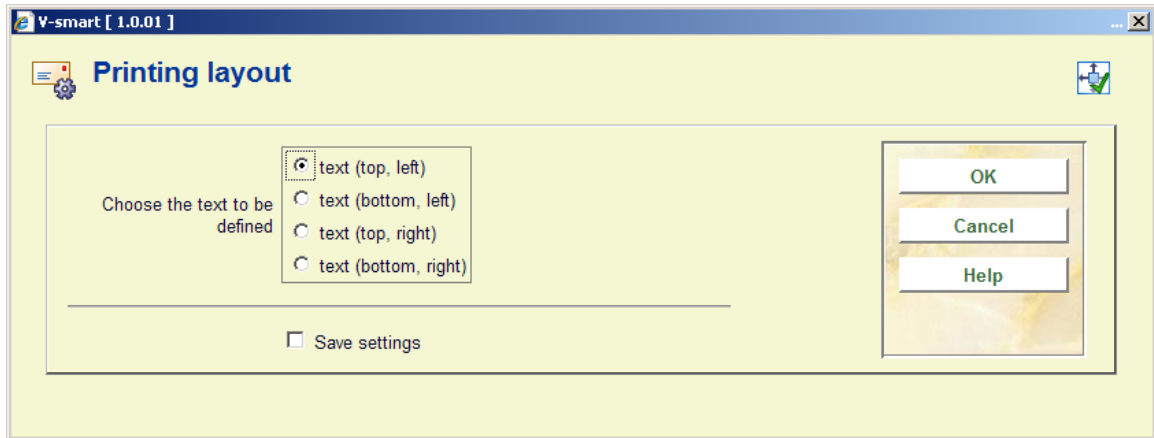 V-smart [ 1.0.01 ]
...
Printing layout
Choose the text to be
defined
text (top, left)
text (bottom, left)
text (top, right)
text (bottom, right)
Save settings
OK
Cancel
Help